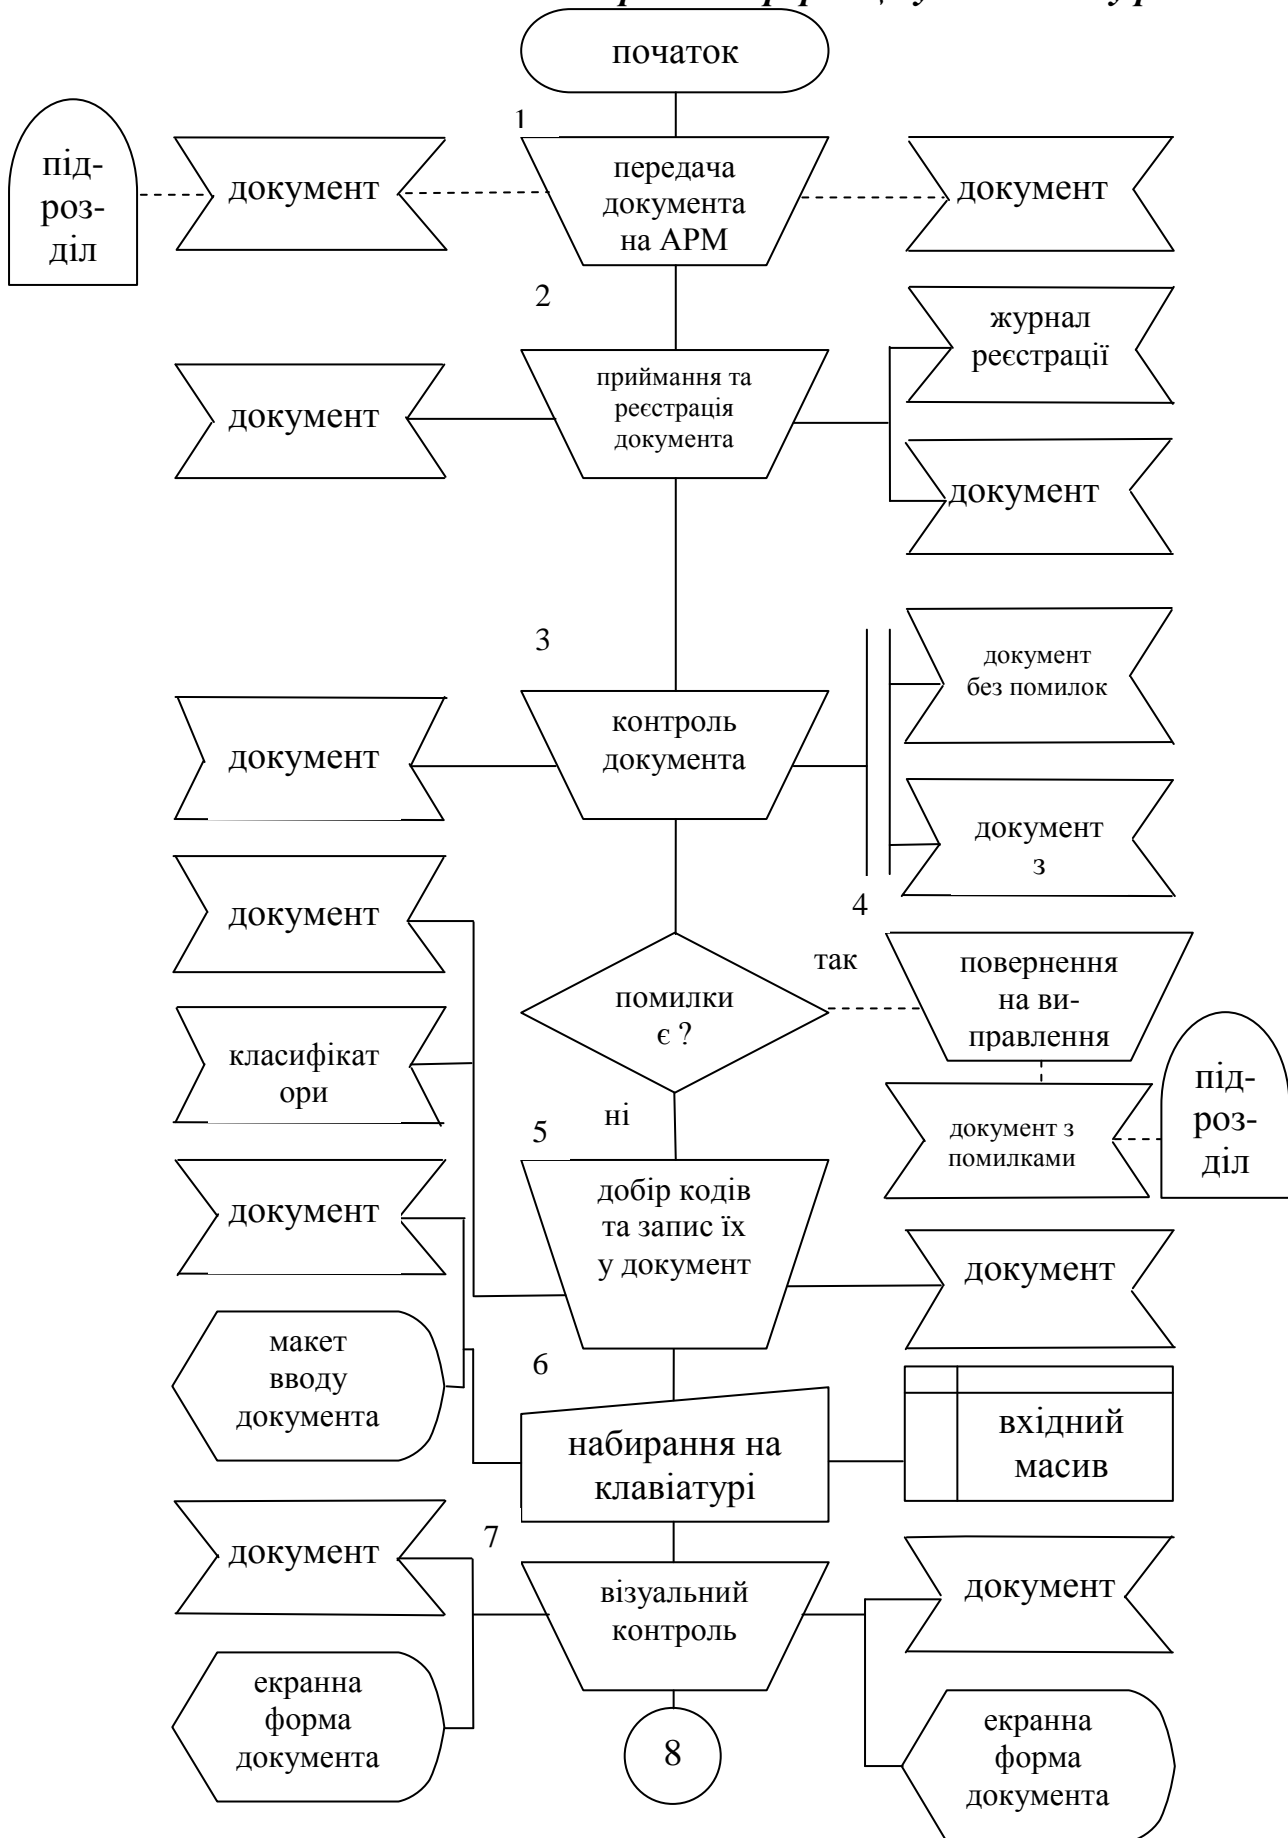 початок
1
під-
роз-
діл
документ
передача
документа
на АРМ
документ
2
документ
приймання та
реєстрація
документа
журнал
реєстрації
документ
3
документ
контроль
документа
документ
без помилок
документ
з
4
документ
помилки
є ?
так
повернення
на ви-
правлення
класифікат
ори
ні
документ з
помилками
під-
роз-
діл
5
документ
добір кодів
та запис їх
у документ
документ
макет
вводу
документа
6
набирання на
клавіатурі
вхідний
масив
7
документ
візуальний
контроль
документ
екранна
форма
документа
8
екранна
форма
документа